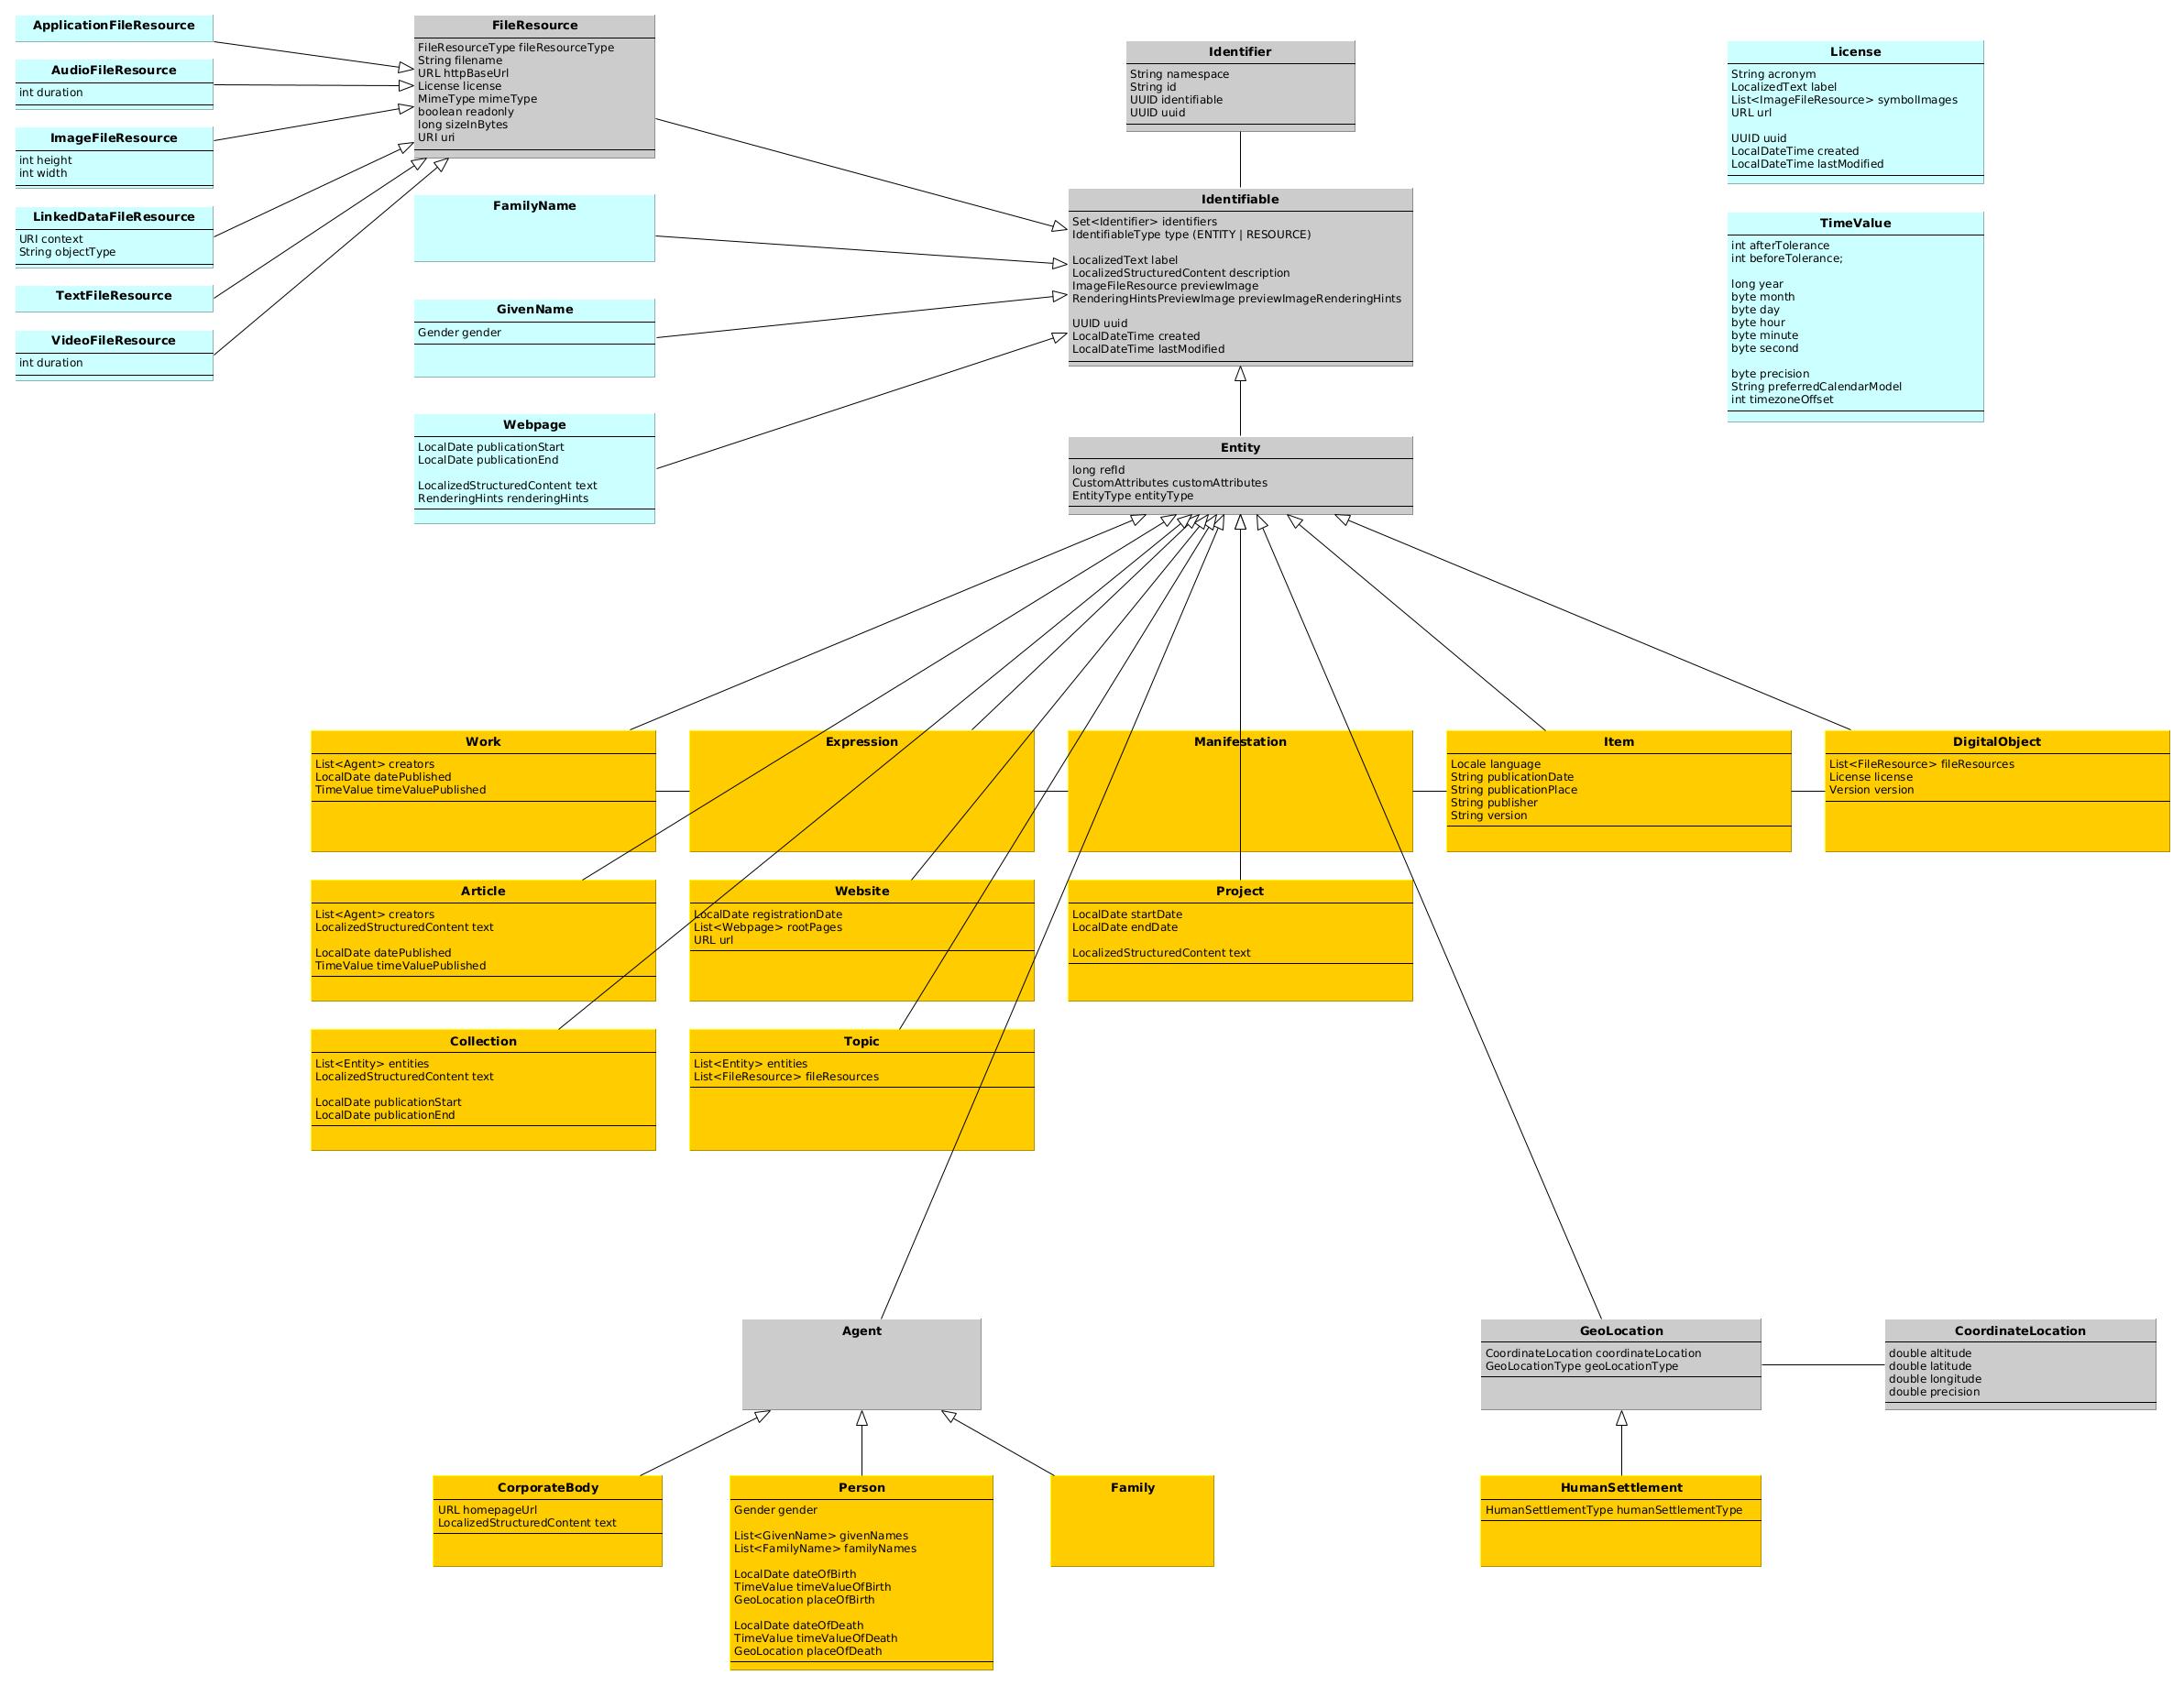 ApplicationFileResource
AudioFileResource
int duration
ImageFileResource
int height
int width
LinkedDataFileResource
URI context
String objectType
TextFileResource
VideoFileResource
int duration
FileResource
FileResourceType fileResourceType
String filename
URL httpBaseUrl
License license
MimeType mimeType
boolean readonly
long sizeInBytes
URI uri
FamilyName
GivenName
Gender gender
Webpage
LocalDate publicationStart
LocalDate publicationEnd
LocalizedStructuredContent text
RenderingHints renderingHints
Identifier
String namespace
String id
UUID identifiable
UUID uuid
Identifiable
Set<Identifier> identifiers
IdentifiableType type (ENTITY | RESOURCE)
LocalizedText label
LocalizedStructuredContent description
ImageFileResource previewImage
RenderingHintsPreviewImage previewImageRenderingHints
UUID uuid
LocalDateTime created
LocalDateTime lastModified
Entity
long refId
CustomAttributes customAttributes
EntityType entityType
License
String acronym
LocalizedText label
List<ImageFileResource> symbolImages
URL url
UUID uuid
LocalDateTime created
LocalDateTime lastModified
TimeValue
int afterTolerance
int beforeTolerance;
long year
byte month
byte day
byte hour
byte minute
byte second
byte precision
String preferredCalendarModel
int timezoneOffset
Work
List<Agent> creators
LocalDate datePublished
TimeValue timeValuePublished
Expression
Manifestation
Item
Locale language
String publicationDate
String publicationPlace
String publisher
String version
DigitalObject
List<FileResource> fileResources
License license
Version version
Article
List<Agent> creators
LocalizedStructuredContent text
LocalDate datePublished
TimeValue timeValuePublished
Website
LocalDate registrationDate
List<Webpage> rootPages
URL url
Project
LocalDate startDate
LocalDate endDate
LocalizedStructuredContent text
Collection
List<Entity> entities
LocalizedStructuredContent text
LocalDate publicationStart
LocalDate publicationEnd
Topic
List<Entity> entities
List<FileResource> fileResources
Agent
GeoLocation
CoordinateLocation coordinateLocation
GeoLocationType geoLocationType
CoordinateLocation
double altitude
double latitude
double longitude
double precision
CorporateBody
URL homepageUrl
LocalizedStructuredContent text
Person
Gender gender
List<GivenName> givenNames
List<FamilyName> familyNames
LocalDate dateOfBirth
TimeValue timeValueOfBirth
GeoLocation placeOfBirth
LocalDate dateOfDeath
TimeValue timeValueOfDeath
GeoLocation placeOfDeath
Family
HumanSettlement
HumanSettlementType humanSettlementType